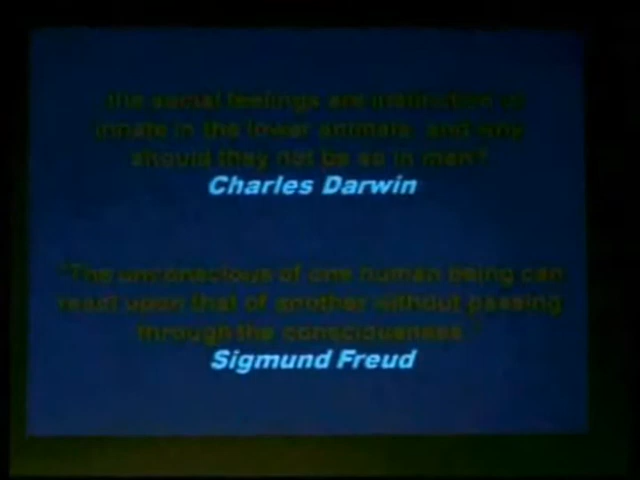 the social feelings are instinctive or
innate in the lower animals, and why
should they not be so in man?
Charles Darwin
"The unconscious of one human being can
react upon that of another without passing
through the consciousness."
Sigmund Freud